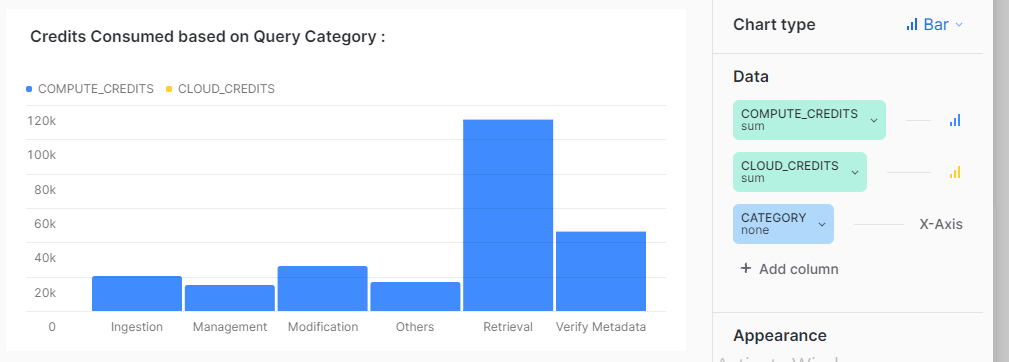 Credits Consumed based on Query Category :
COMPUTE_CREDITS CLOUD_CREDITS
120k
100k
80k
60k
40k
20k
0
Ingestion Management Modification Others Retrieval Verify Metadata
Chart type
Bar
Data
COMPUTE_CREDITS
sum
CLOUD_CREDITS
sum
CATEGORY
none
X-Axis
+ Add column
Appearance